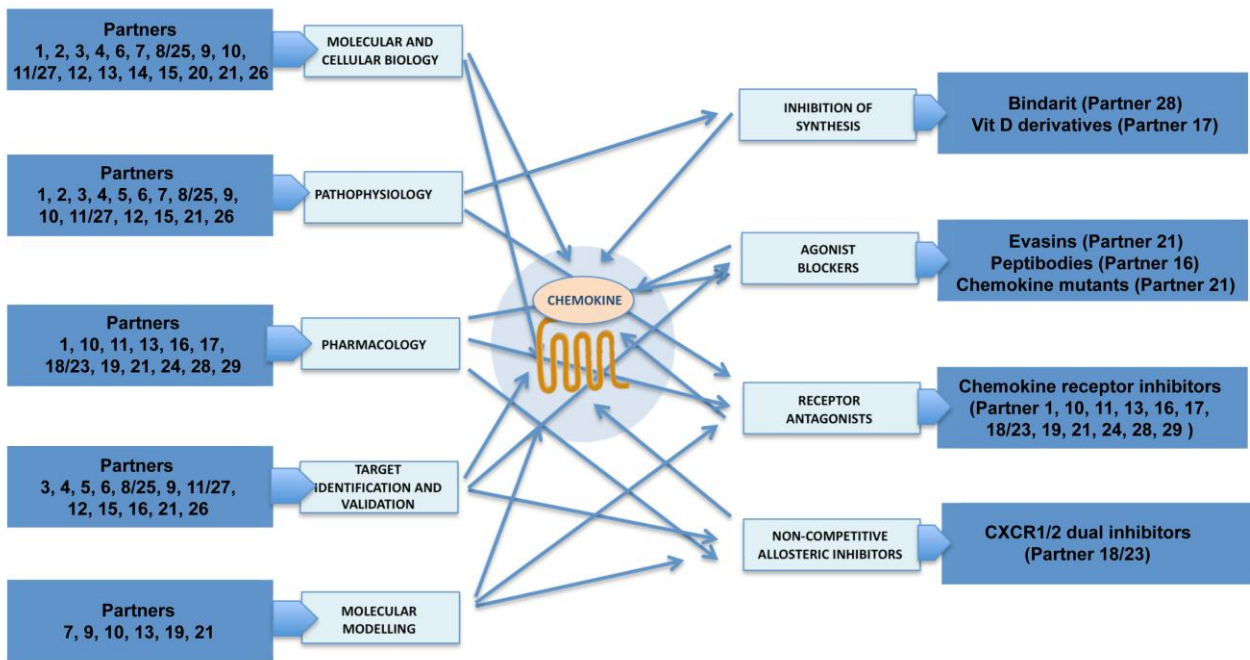 Partners
1, 2, 3, 4, 6, 7, 8/25, 9, 10,
11/27, 12, 13, 14, 15, 20, 21, 26
MOLECULAR AND
CELLULAR BIOLOGY
Partners
1, 2, 3, 4, 5, 6, 7, 8/25, 9,
10, 11/27, 12, 15, 21, 26
PATHOPHYSIOLOGY
Partners
1, 10, 11, 13, 16, 17,
18/23, 19, 21, 24, 28, 29
PHARMACOLOGY
Partners
3, 4, 5, 6, 8/25, 9, 11/27,
12, 15, 16, 21, 26
TARGET
IDENTIFICATION AND
VALIDATION
Partners
7, 9, 10, 13, 19, 21
MOLECULAR
MODELLING
CHEMOKINE
INHIBITION OF
SYNTHESIS
Bindarit (Partner 28)
Vit D derivatives (Partner 17)
AGONIST
BLOCKERS
Evasins (Partner 21)
Peptibodies (Partner 16)
Chemokine mutants (Partner 21)
RECEPTOR
ANTAGONISTS
Chemokine receptor inhibitors
(Partner 1, 10, 11, 13, 16, 17,
18/23, 19, 21, 24, 28, 29 )
NON-COMPETITIVE
ALLOSTERIC INHIBITORS
CXCR1/2 dual inhibitors
(Partner 18/23)